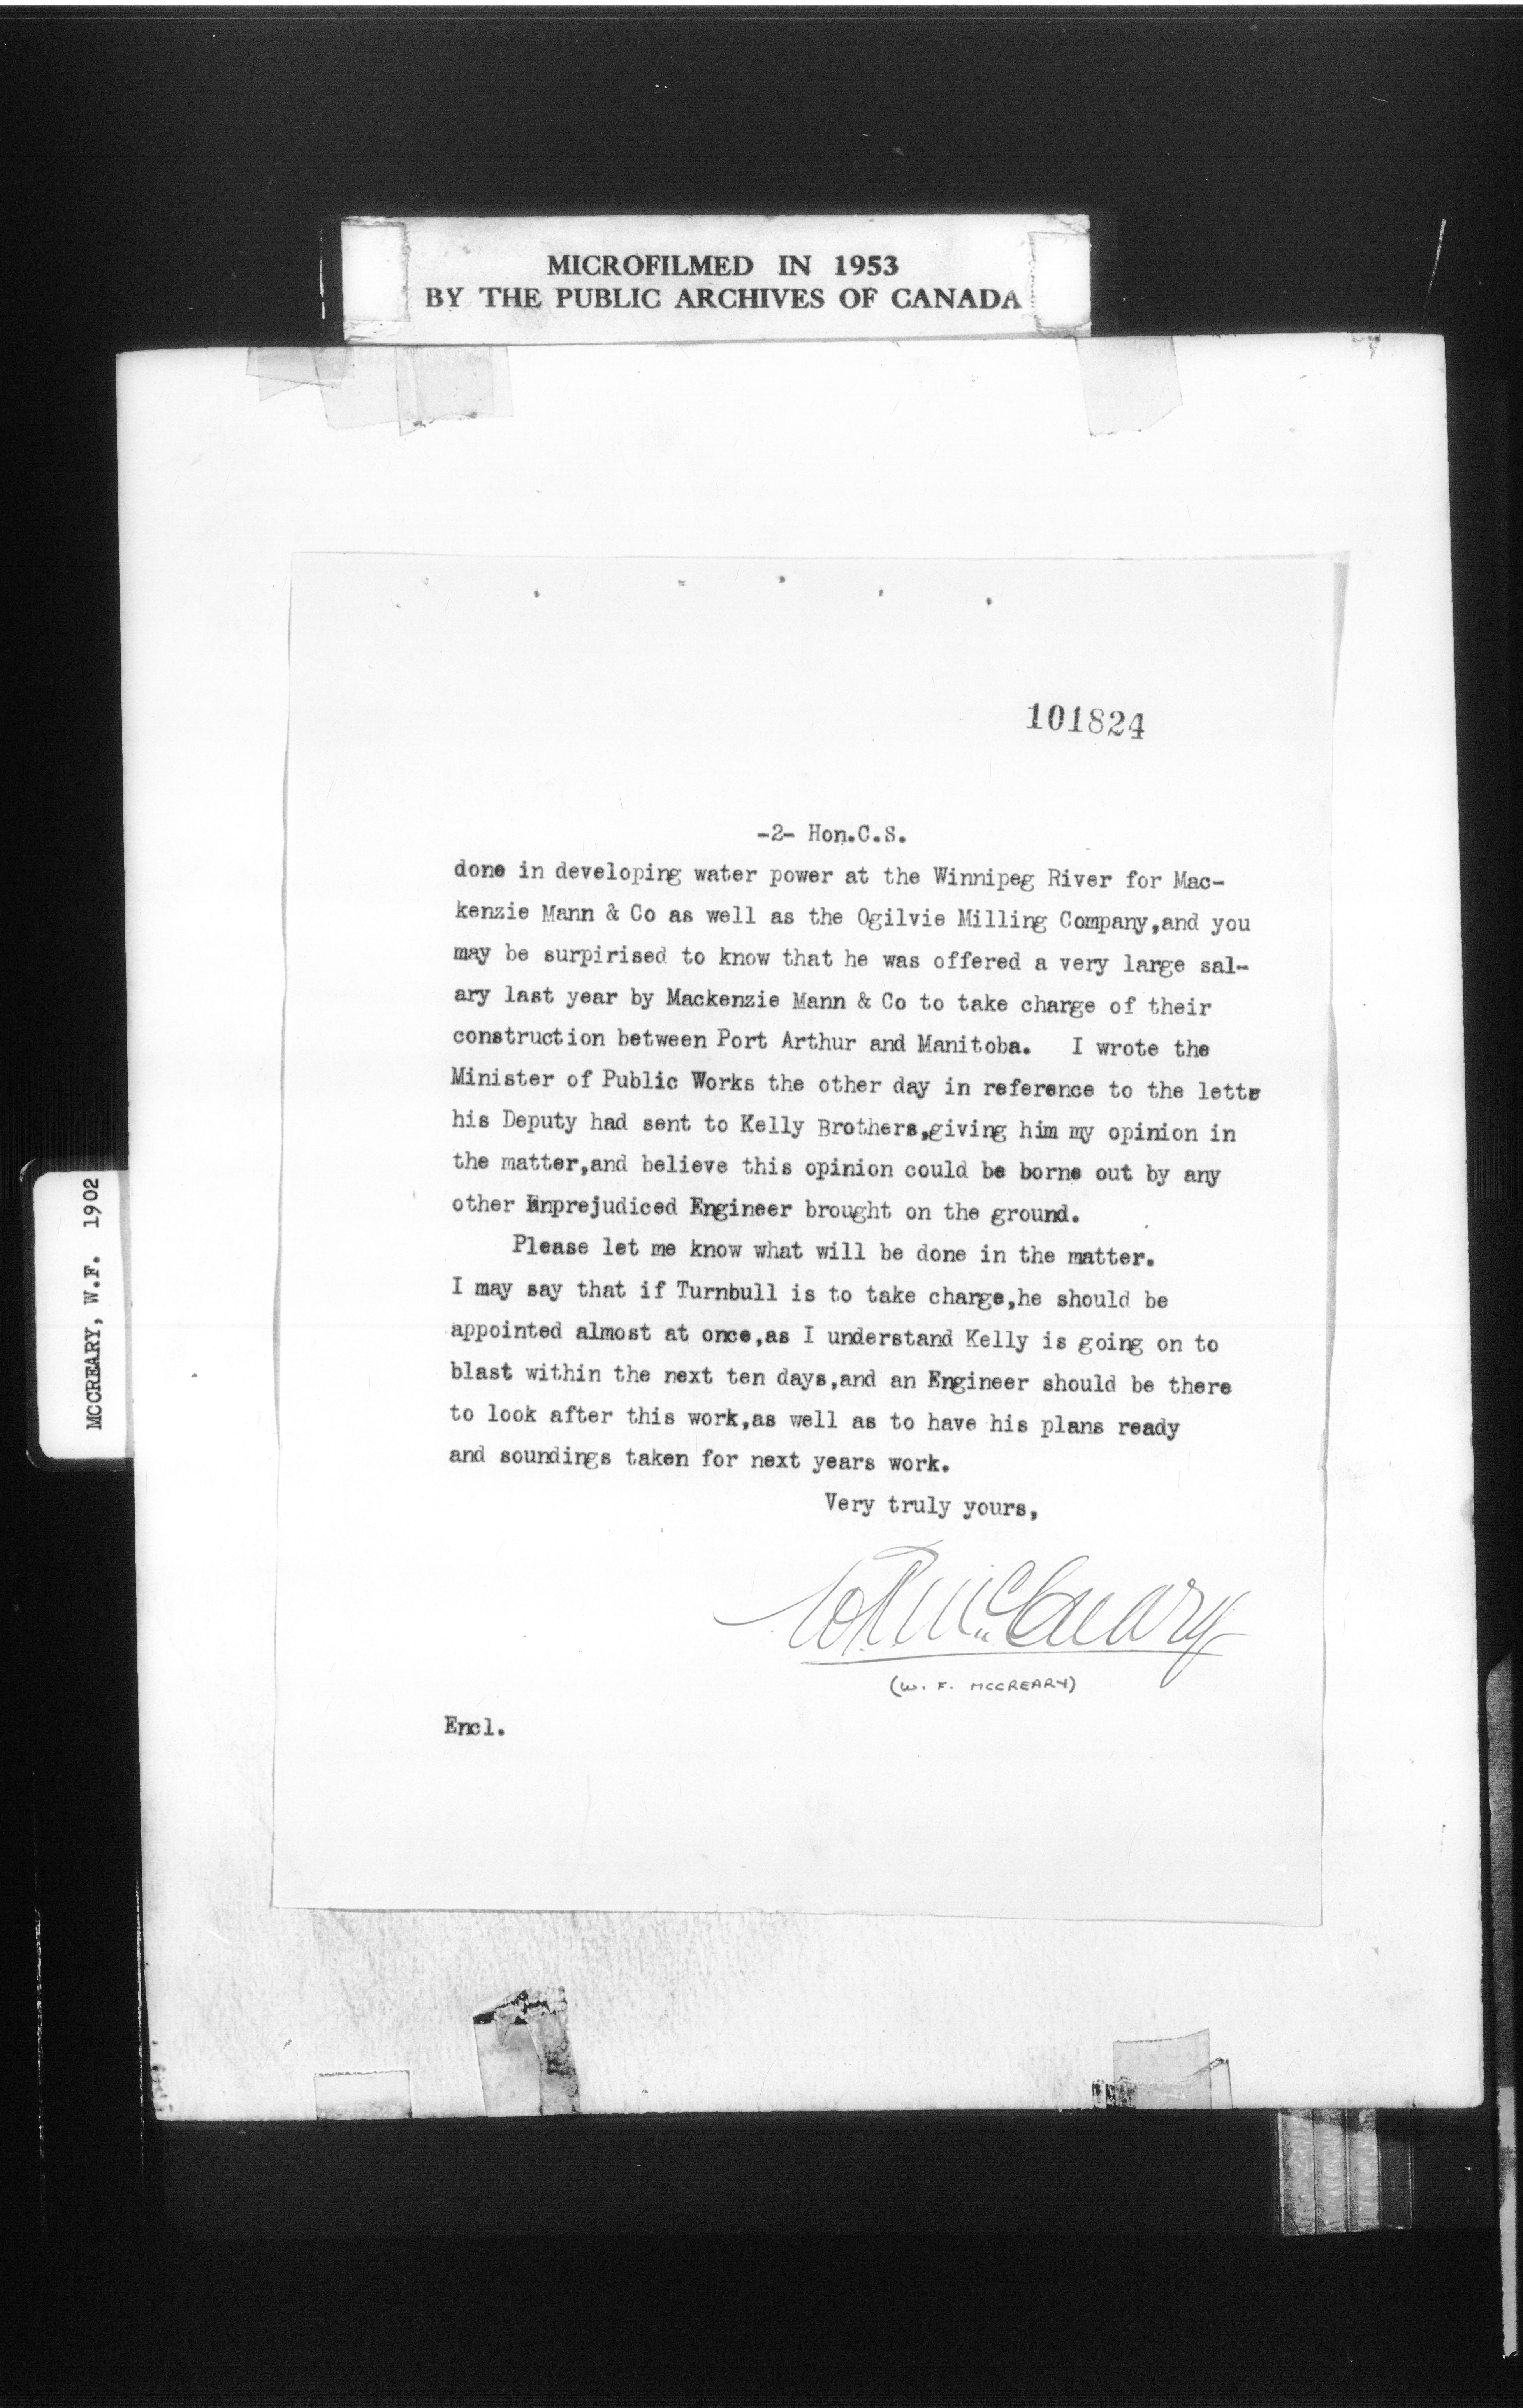 MICROFILMED IN 1953
BY THE PUBLIC ARCHIVES OF CANADA
101824
-2- Hon.C.S.
done in developing water power at the Winnipeg River for Mac-
kenzie Mann & Co as well as the Ogilvie Milling Company,and you
may be surpirised to know that he was offered a very large sal-
ary last year by Mackenzie Mann & Co to take charge of their
construction between Port Arthur and Manitoba. I wrote the
Minister of Public Works the other day in reference to the lettr
his Deputy had sent to Kelly Brothers,giving him my opinion in
the matter,and believe this opinion could be borne out by any
other Unprejudiced Engineer brought on the ground.
Please let me know what will be done in the matter.
I may say that if Turnbull is to take charge,he should be
appointed almost at once,as I understand Kelly is going on to
blast within the next ten days,and an Engineer should be there
to look after this work,as well as to have his plans ready
and soundings taken for next years work.
Very truly yours,
W.F. McCreary
(W. F. MCCREARY)
Encl.
MCCREARY, W.F. 1902